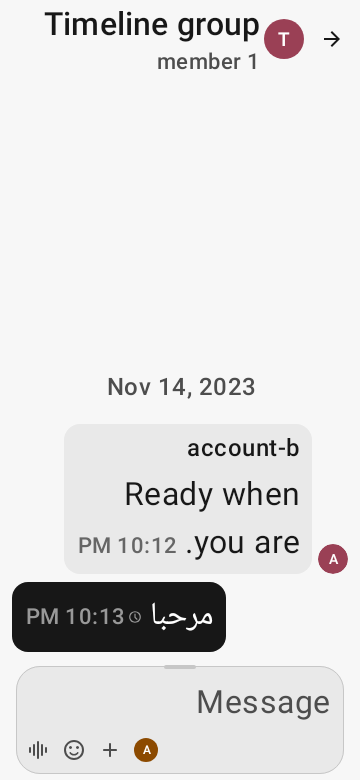 Timeline group
T
member 1
Nov 14, 2023
account-b
Ready when
.you are PM 10:12
A
مرحبا PM 10:13
Message
A